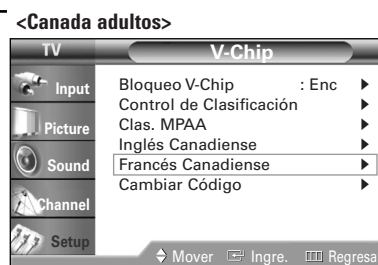 <Canada adultos>
TV
V-Chip
Input
Picture
Sound
Channel
Setup
Bloqueo V-Chip : Enc
Control de Clasificación
Clas. MPAA
Inglés Canadiense
Francés Canadiense
Cambiar Código
Mover Ingre. Regresa